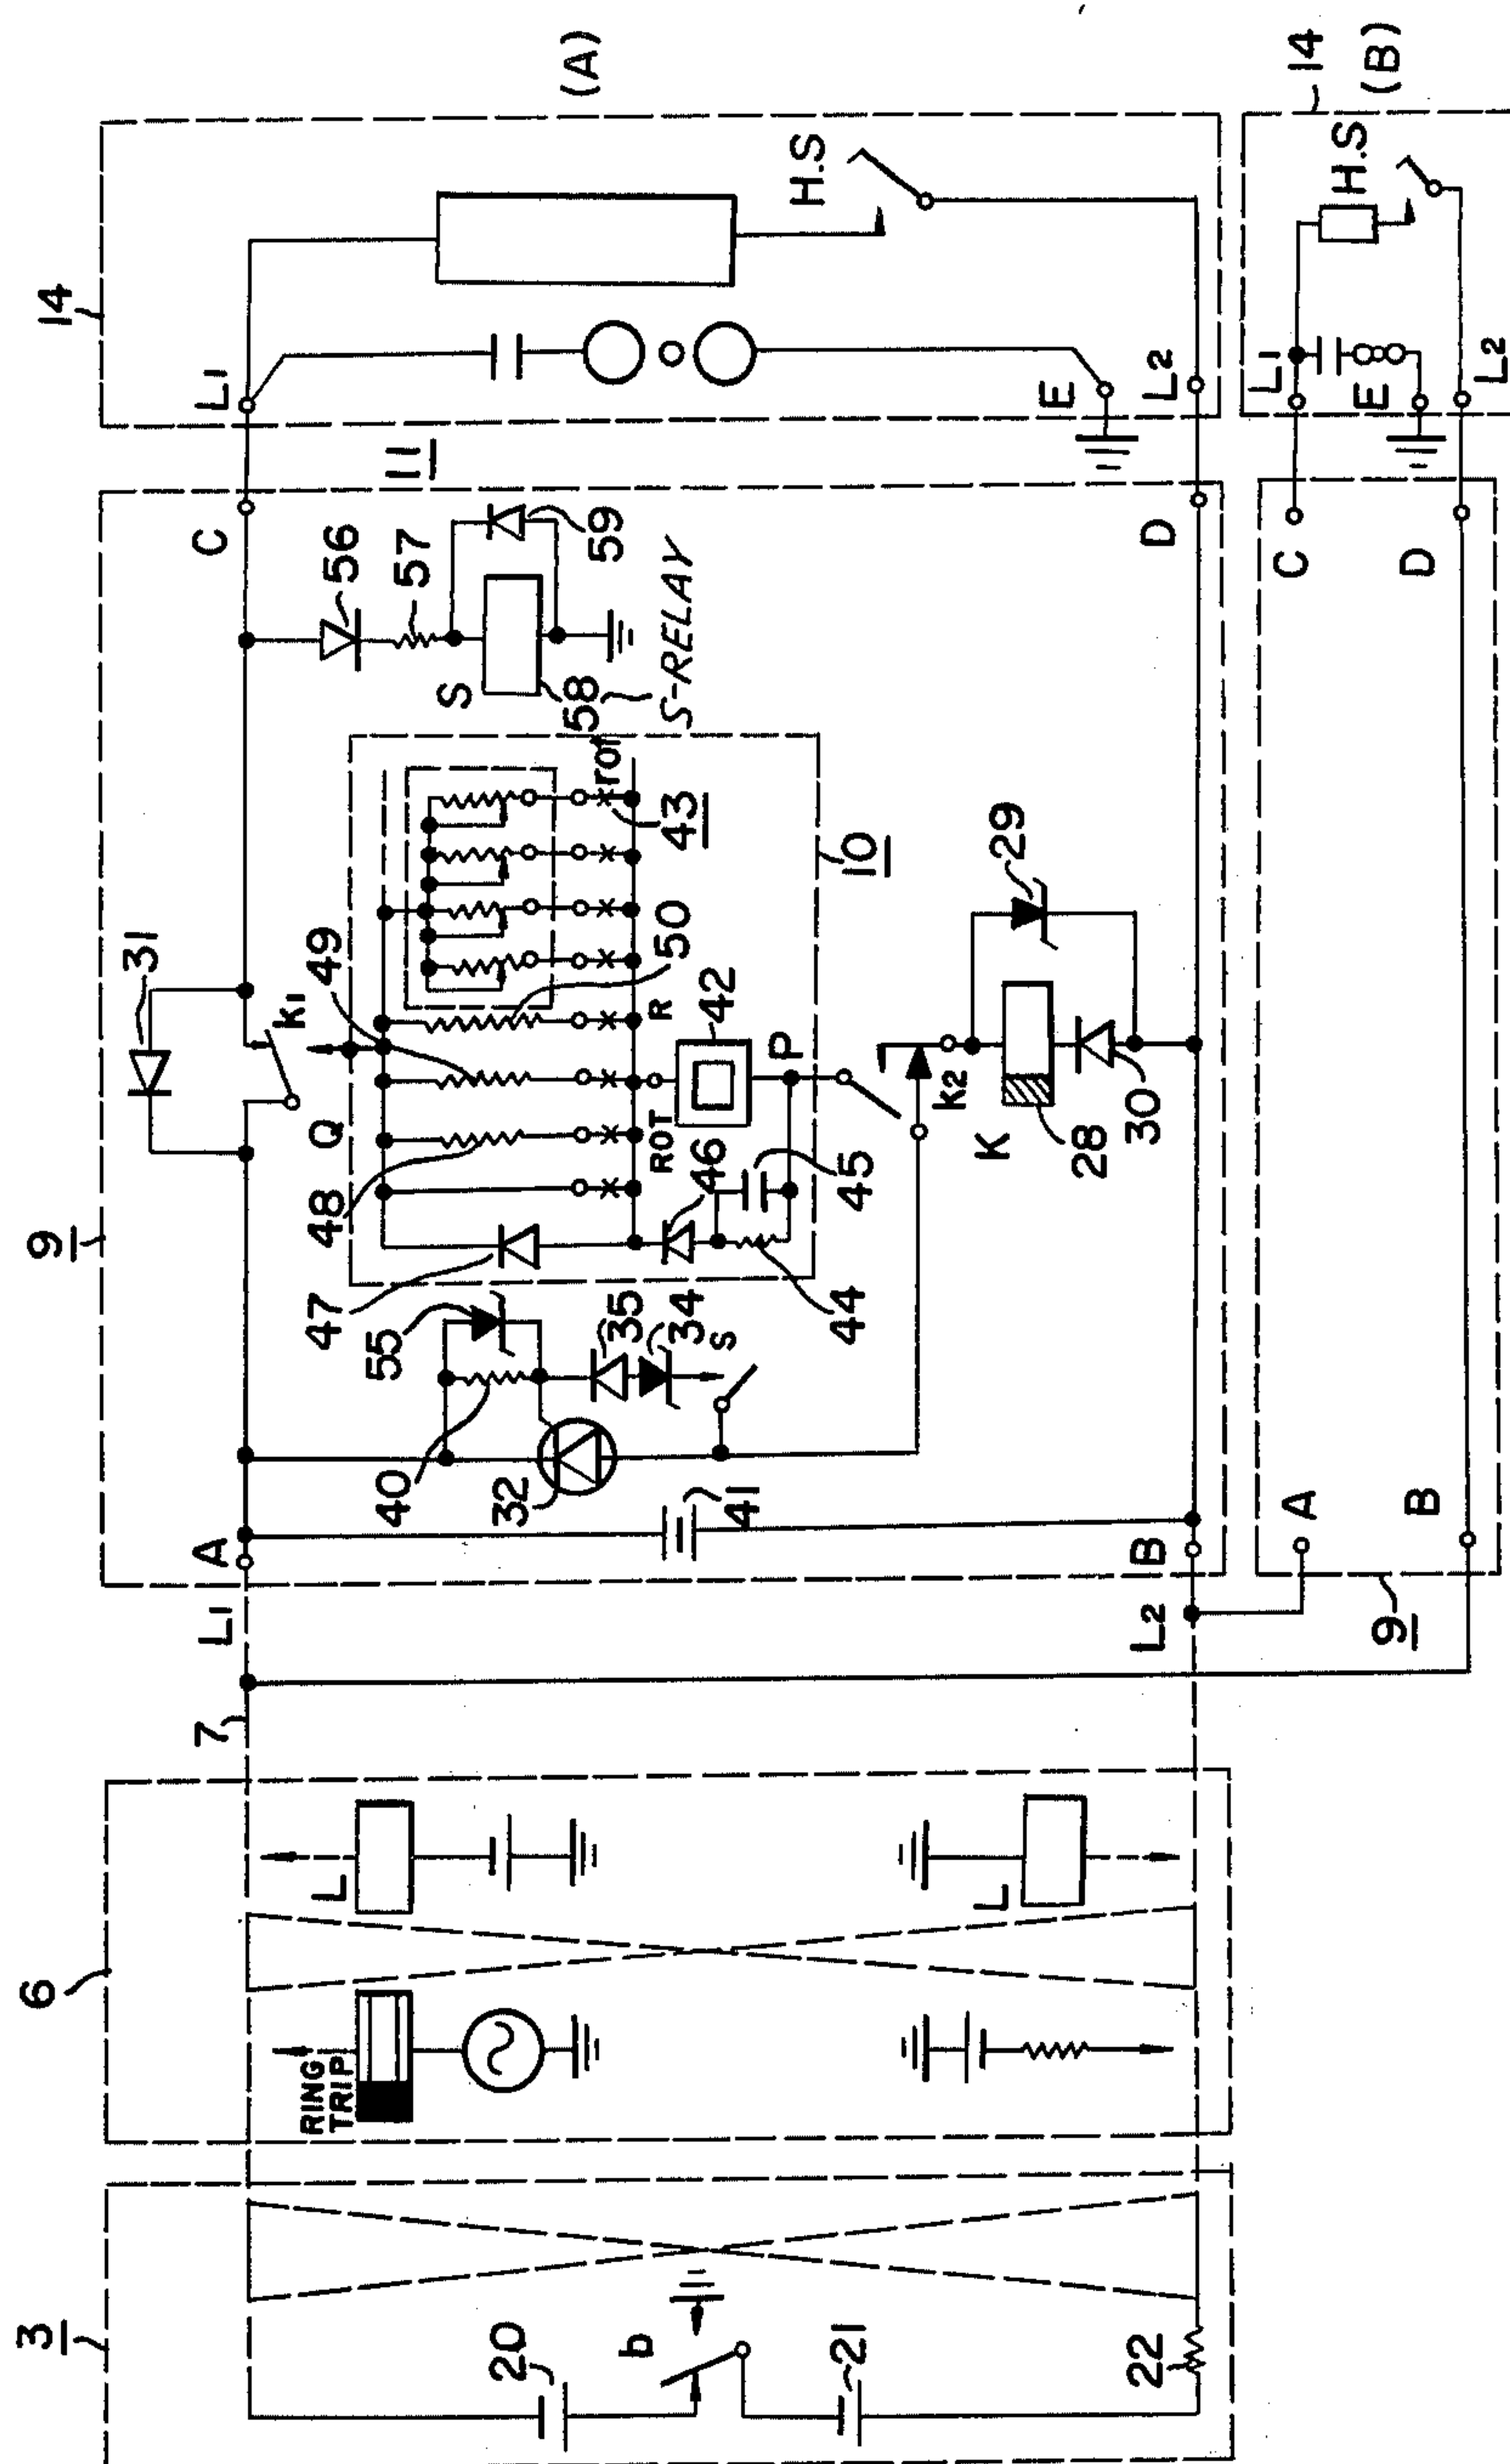 3
20
b
21
22
6
RING
TRIP
L
L
7
L1
L2
9
A
B
41
32
40
55
35
34
S
47
48
Q
49
31
K1
10
44
45
46
ROT
42
P
R
50
43
rot
K2
K
28
30
29
S
58
S-RELAY
56
57
59
C
D
11
14
L1
E
L2
H.S
(A)
9
A
B
C
D
14
L1
E
L2
H.S
(B)